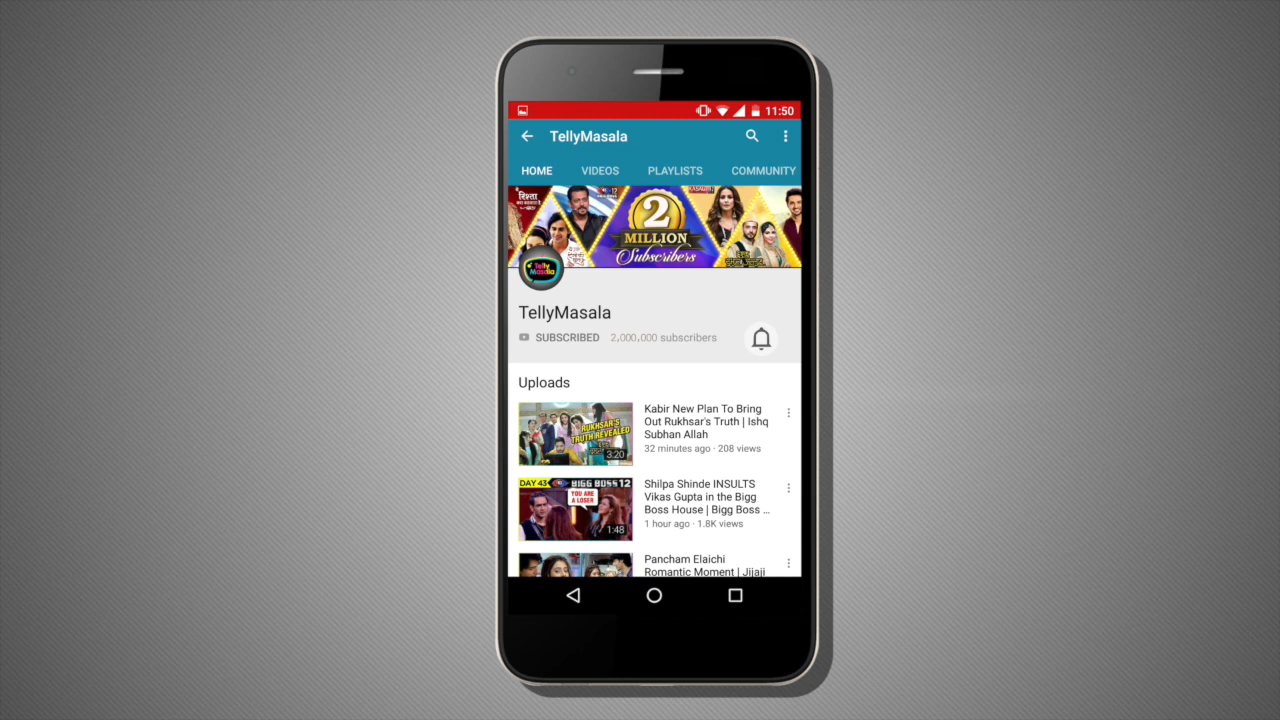 11:50
TellyMasala
HOME VIDEOS PLAYLISTS COMMUNITY
रिश्ता
2
MILLION
Subscribers
Telly
Masala
TellyMasala
SUBSCRIBED 2,000,000 subscribers
Uploads
RUKHSAR'S
TRUTH REVEALED
3:20
Kabir New Plan To Bring
Out Rukhsar's Truth | Ishq
Subhan Allah
32 minutes ago · 208 views
DAY 43 BIGG BOSS 12
YOU ARE
A LOSER
1:48
Shilpa Shinde INSULTS
Vikas Gupta in the Bigg
Boss House | Bigg Boss ...
1 hour ago · 1.8K views
Pancham Elaichi
Romantic Moment | Jijaji